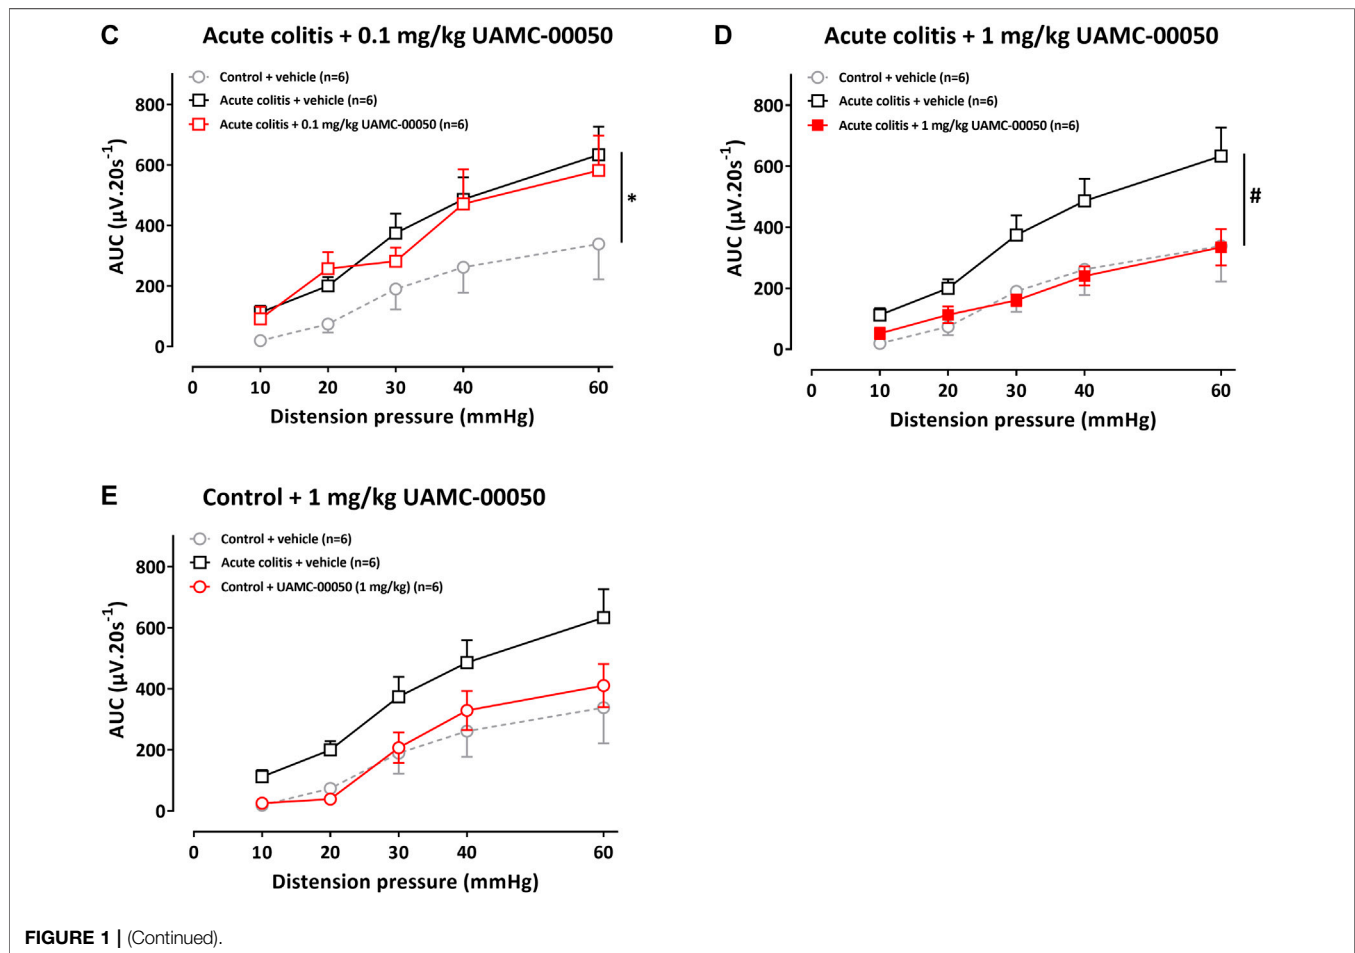 C Acute colitis + 0.1 mg/kg UAMC-00050
Control + vehicle (n=6)
Acute colitis + vehicle (n=6)
Acute colitis + 0.1 mg/kg UAMC-00050 (n=6)
AUC (µV.20s⁻¹)
800
600
400
200
0
*
0 10 20 30 40 60
Distension pressure (mmHg)
D Acute colitis + 1 mg/kg UAMC-00050
Control + vehicle (n=6)
Acute colitis + vehicle (n=6)
Acute colitis + 1 mg/kg UAMC-00050 (n=6)
AUC (µV.20s⁻¹)
800
600
400
200
0
#
0 10 20 30 40 60
Distension pressure (mmHg)
E Control + 1 mg/kg UAMC-00050
Control + vehicle (n=6)
Acute colitis + vehicle (n=6)
Control + UAMC-00050 (1 mg/kg) (n=6)
AUC (µV.20s⁻¹)
800
600
400
200
0
0 10 20 30 40 60
Distension pressure (mmHg)
FIGURE 1 | (Continued).